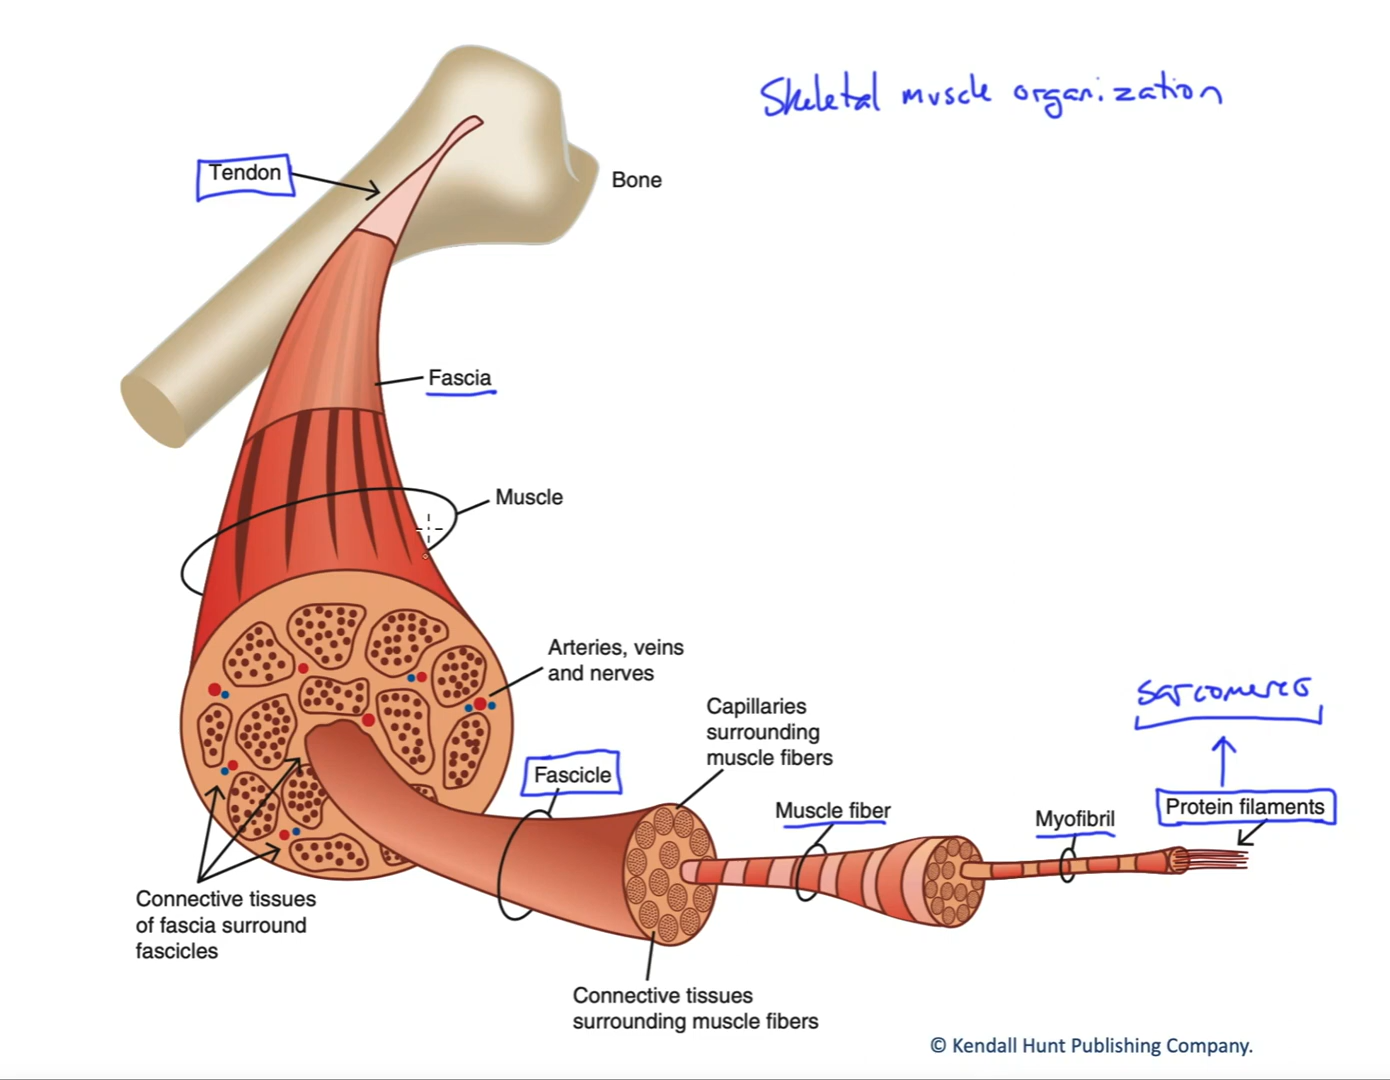 Skeletal muscle organization
Tendon
Bone
Fascia
Muscle
Arteries, veins
and nerves
Capillaries
surrounding
muscle fibers
Sarcomeres
Fascicle
Muscle fiber
Myofibril
Protein filaments
Connective tissues
of fascia surround
fascicles
Connective tissues
surrounding muscle fibers
© Kendall Hunt Publishing Company.